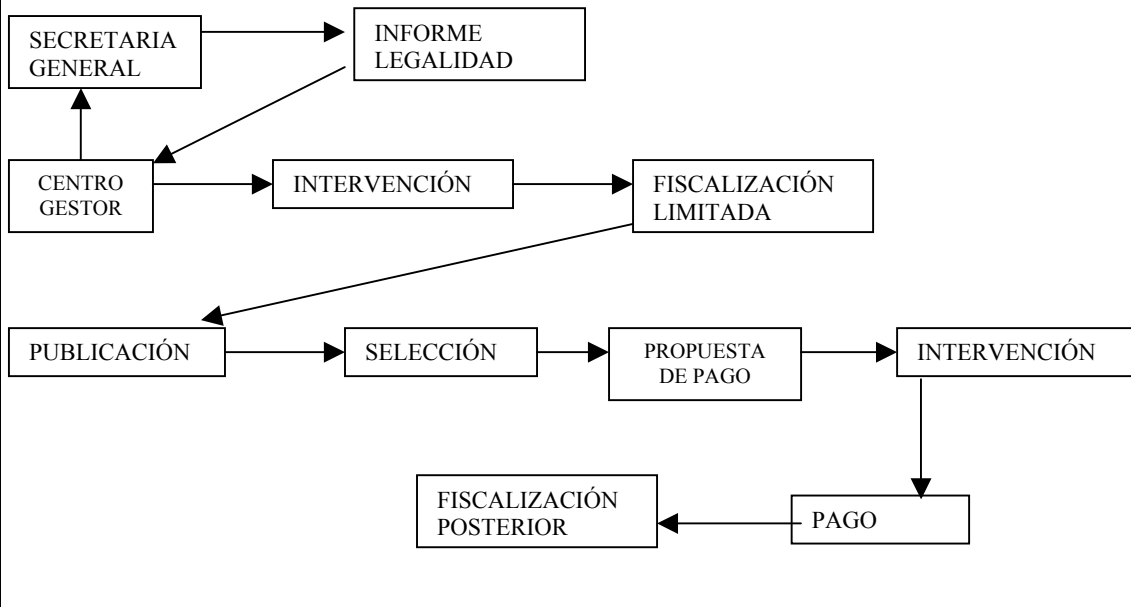 SECRETARIA
GENERAL
INFORME
LEGALIDAD
CENTRO
GESTOR
INTERVENCIÓN
FISCALIZACIÓN
LIMITADA
PUBLICACIÓN
SELECCIÓN
PROPUESTA
DE PAGO
INTERVENCIÓN
FISCALIZACIÓN
POSTERIOR
PAGO